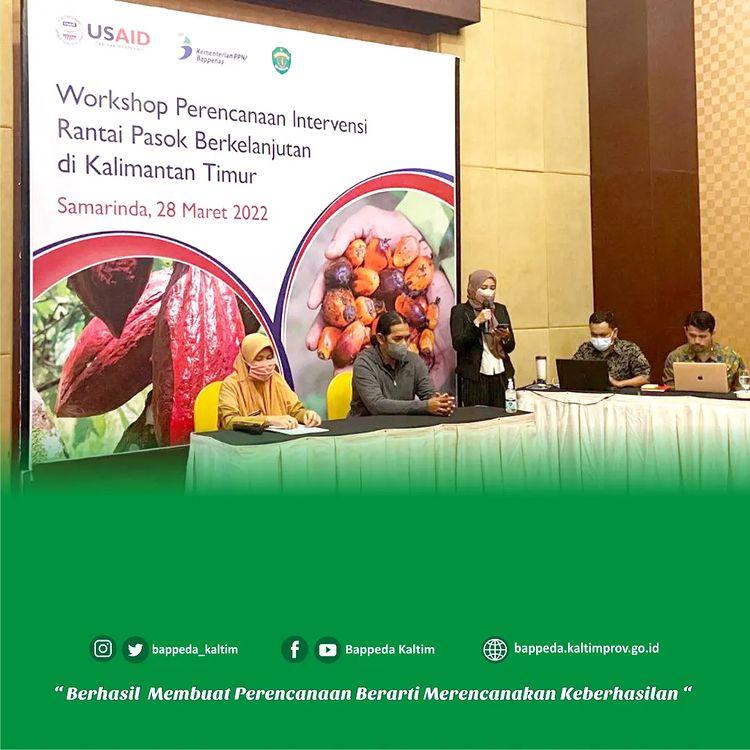 USAID
Kementerian PPN/
Bappenas
Workshop Perencanaan Intervensi
Rantai Pasok Berkelanjutan
di Kalimantan Timur
Samarinda, 28 Maret 2022
bappeda_kaltim
Bappeda Kaltim
bappeda.kaltimprov.go.id
“ Berhasil Membuat Perencanaan Berarti Merencanakan Keberhasilan “